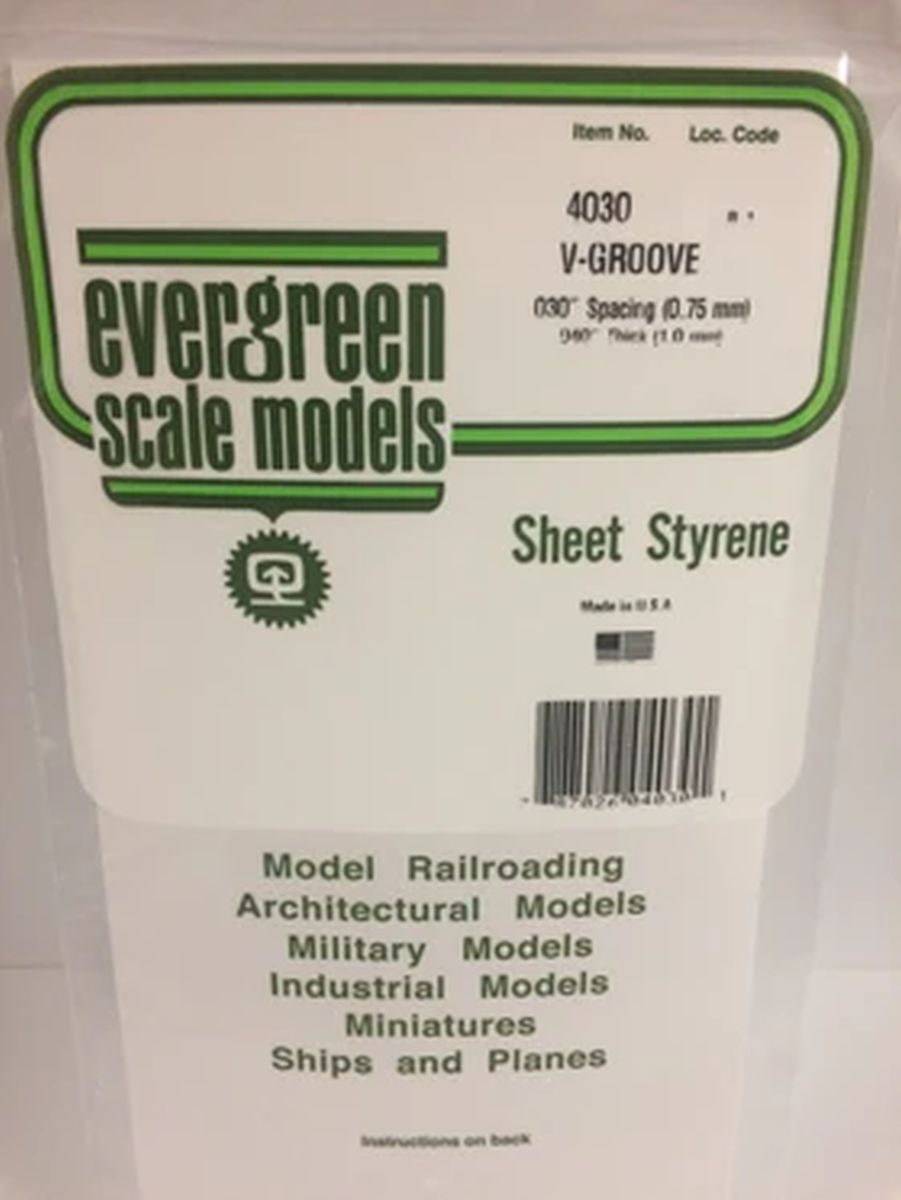 Item No. Loc. Code
4030
V-GROOVE
.030" Spacing (0.75 mm)
.040" Thick (1.0 mm)
evergreen
scale models
Sheet Styrene
Made in U.S.A
Model Railroading
Architectural Models
Military Models
Industrial Models
Miniatures
Ships and Planes
Instructions on back